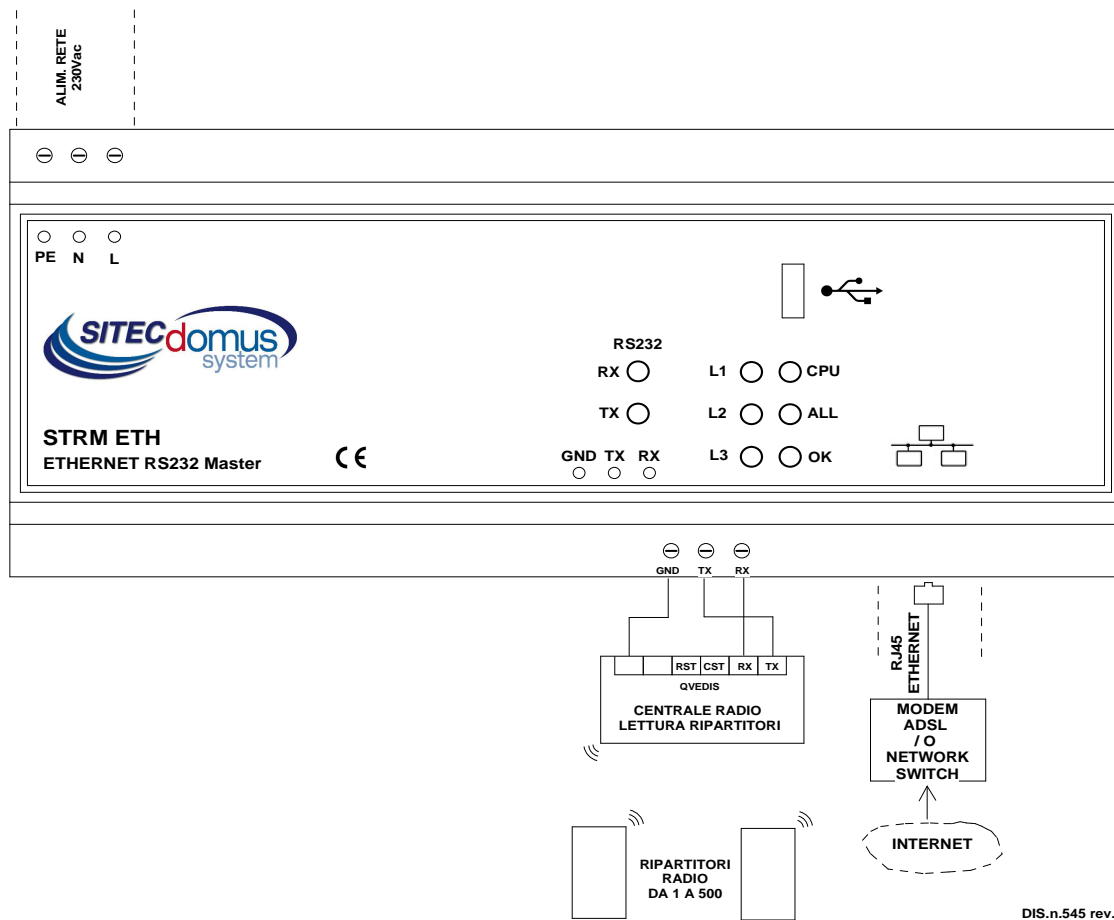 ALIM. RETE
230Vac
PE N L
SITEC domus
system
RS232
RX
TX
L1 CPU
L2 ALL
L3 OK
STRM ETH
ETHERNET RS232 Master
CE
GND TX RX
GND TX RX
RST CST RX TX
QVEDIS
CENTRALE RADIO
LETTURA RIPARTITORI
RJ45
ETHERNET
MODEM
ADSL
/ O
NETWORK
SWITCH
INTERNET
RIPARTITORI
RADIO
DA 1 A 500
DIS.n.545 rev.